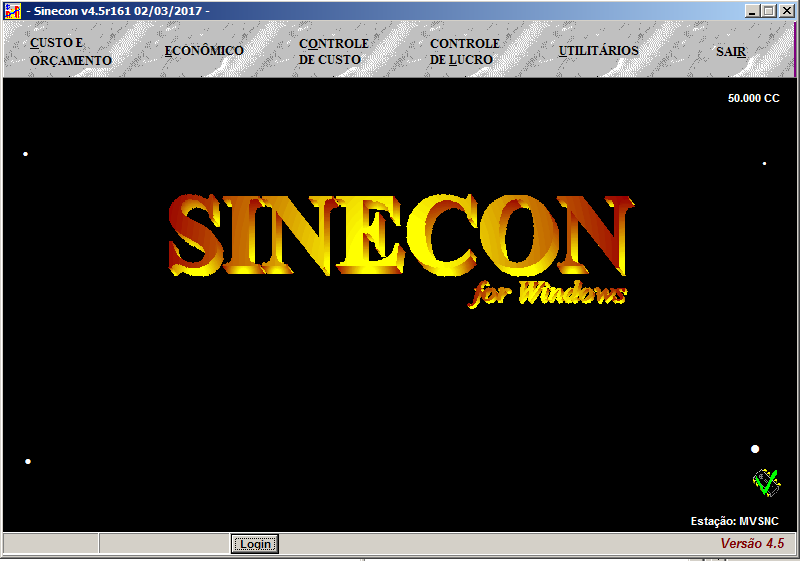 - Sinecon v4.5r161 02/03/2017 -
CUSTO E
ORÇAMENTO
ECONÔMICO
CONTROLE
DE CUSTO
CONTROLE
DE LUCRO
UTILITÁRIOS
SAIR
50.000 CC
SINECON
for Windows
Estação: MVSNC
Login
Versão 4.5